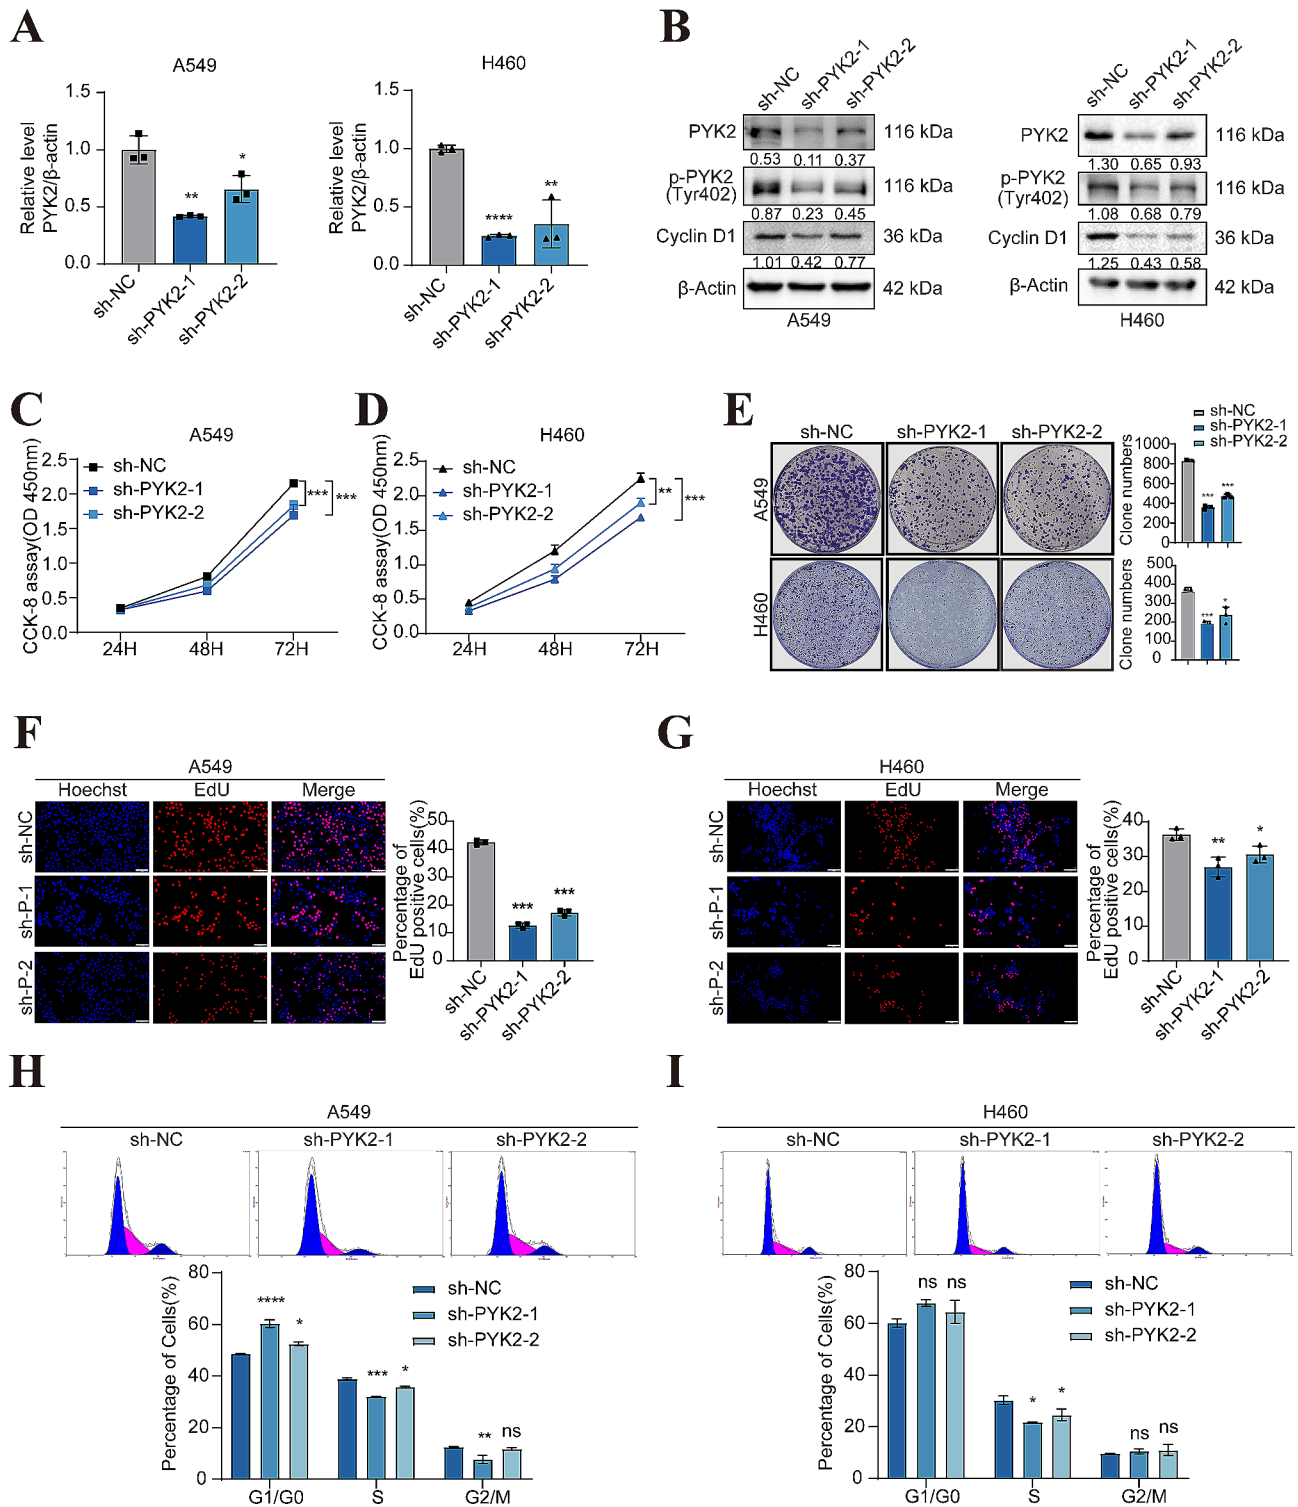 A
A549
Relative level
PYK2/β-actin
1.5
1.0
0.5
0.0
**
*
sh-NC
sh-PYK2-1
sh-PYK2-2
H460
Relative level
PYK2/β-actin
1.5
1.0
0.5
0.0
****
**
sh-NC
sh-PYK2-1
sh-PYK2-2
B
sh-NC
sh-PYK2-1
sh-PYK2-2
PYK2
116 kDa
0.53 0.11 0.37
p-PYK2
(Tyr402)
116 kDa
0.87 0.23 0.45
Cyclin D1
36 kDa
1.01 0.42 0.77
β-Actin
42 kDa
A549
sh-NC
sh-PYK2-1
sh-PYK2-2
PYK2
116 kDa
1.30 0.65 0.93
p-PYK2
(Tyr402)
116 kDa
1.08 0.68 0.79
Cyclin D1
36 kDa
1.25 0.43 0.58
β-Actin
42 kDa
H460
C
A549
CCK-8 assay(OD 450nm)
2.5
2.0
1.5
1.0
0.5
0.0
sh-NC
sh-PYK2-1
sh-PYK2-2
***
***
24H 48H 72H
D
H460
CCK-8 assay(OD 450nm)
2.5
2.0
1.5
1.0
0.5
0.0
sh-NC
sh-PYK2-1
sh-PYK2-2
**
***
24H 48H 72H
E
sh-NC sh-PYK2-1 sh-PYK2-2
A549
H460
sh-NC
sh-PYK2-1
sh-PYK2-2
Clone numbers
1000
800
600
400
200
0
***
***
Clone numbers
500
400
300
200
100
0
***
*
F
A549
Hoechst EdU Merge
sh-NC
sh-P-1
sh-P-2
Percentage of
EdU positive cells(%)
50
40
30
20
10
0
***
***
sh-NC
sh-PYK2-1
sh-PYK2-2
G
H460
Hoechst EdU Merge
sh-NC
sh-P-1
sh-P-2
Percentage of
EdU positive cells(%)
40
30
20
10
0
**
*
sh-NC
sh-PYK2-1
sh-PYK2-2
H
A549
sh-NC sh-PYK2-1 sh-PYK2-2
Percentage of Cells(%)
80
60
40
20
0
****
*
***
*
**
ns
sh-NC
sh-PYK2-1
sh-PYK2-2
G1/G0 S G2/M
I
H460
sh-NC sh-PYK2-1 sh-PYK2-2
Percentage of Cells(%)
80
60
40
20
0
ns ns
*
*
ns ns
sh-NC
sh-PYK2-1
sh-PYK2-2
G1/G0 S G2/M